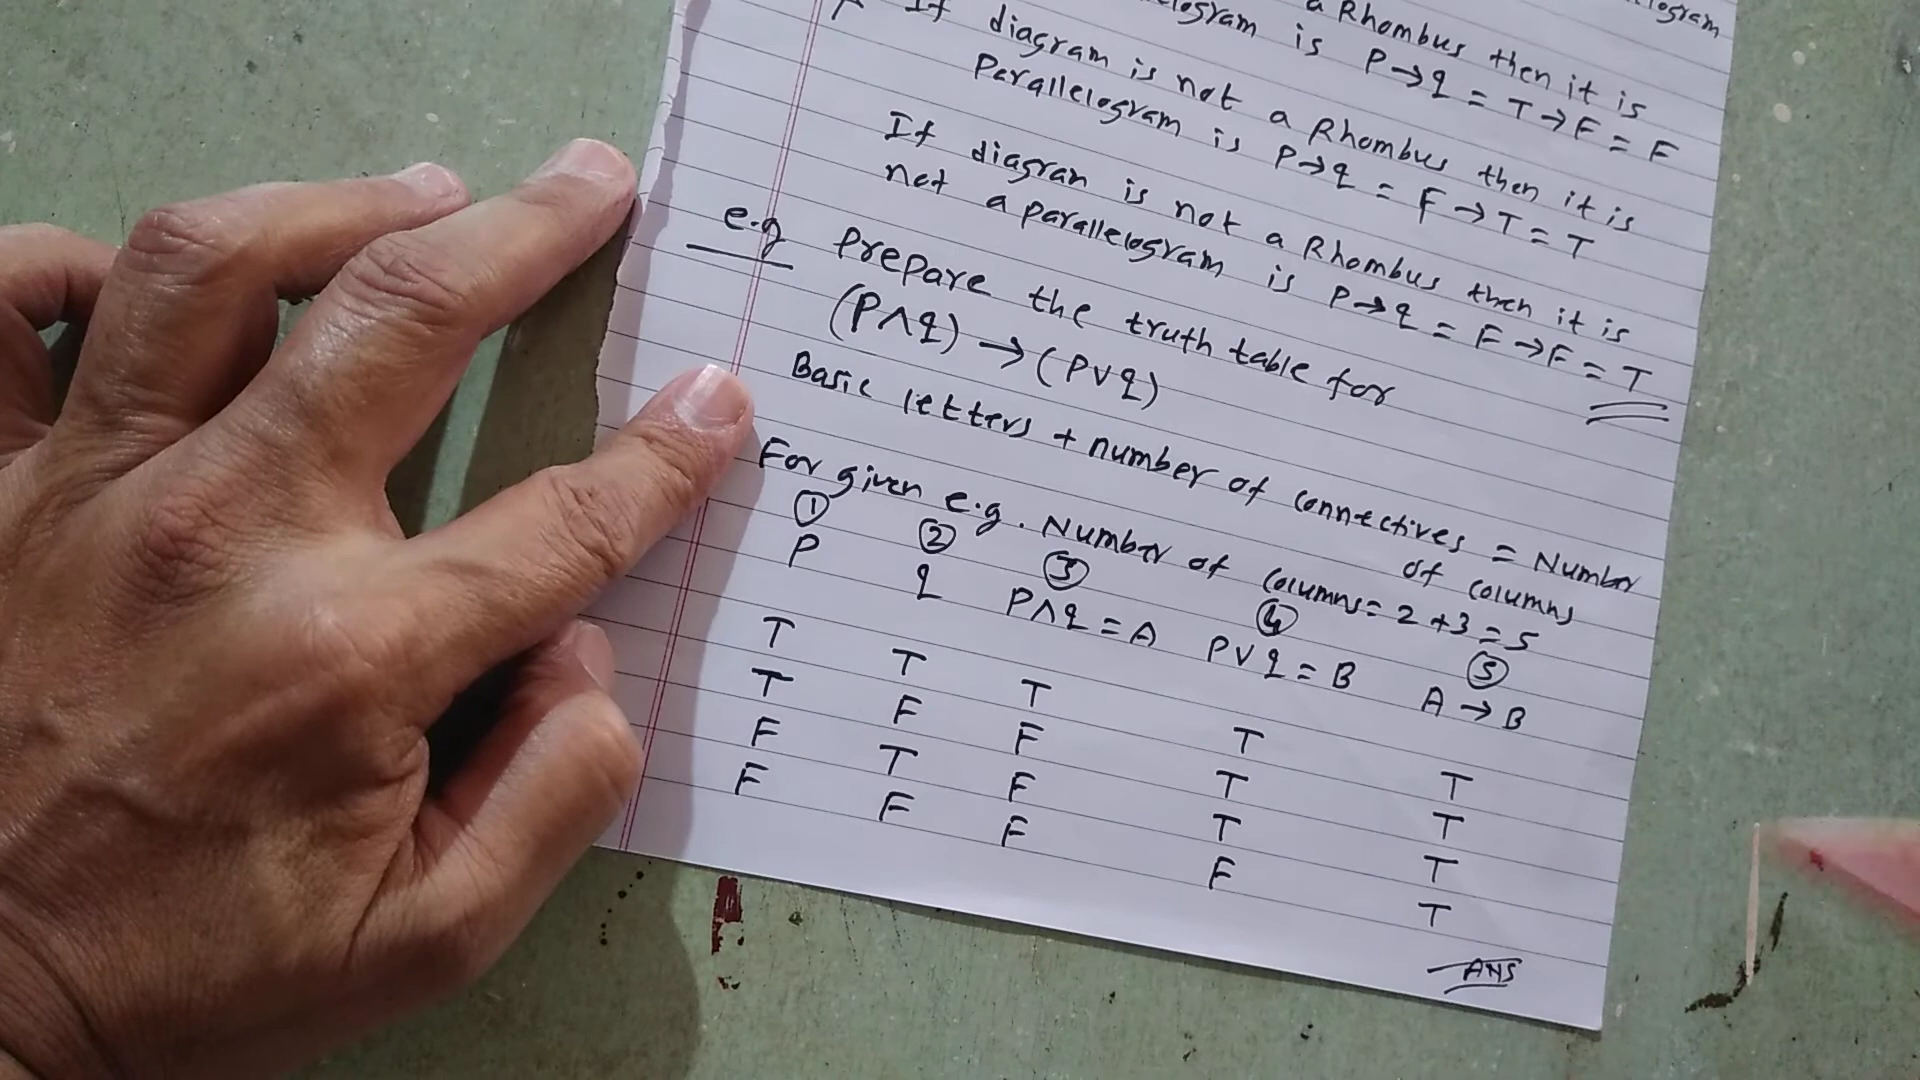 a Rhombus then it is
is P→q = T→F = F
If diagram is not a Rhombus then it is
Parallelogram is P→q = F→T = T
If diagran is not a Rhombus then it is
not a parallelogram is P→q = F→F = T
e.g Prepare the truth table for
(P∧q) → (P∨q)
Basic letters + number of connectives = Number
of columns
For given e.g. Number of columns = 2 + 3 = 5
① ② ③ ④ ⑤
P q P∧q = A P∨q = B A → B
T T T T T
T F F T T
F T F T T
F F F F T
ANS